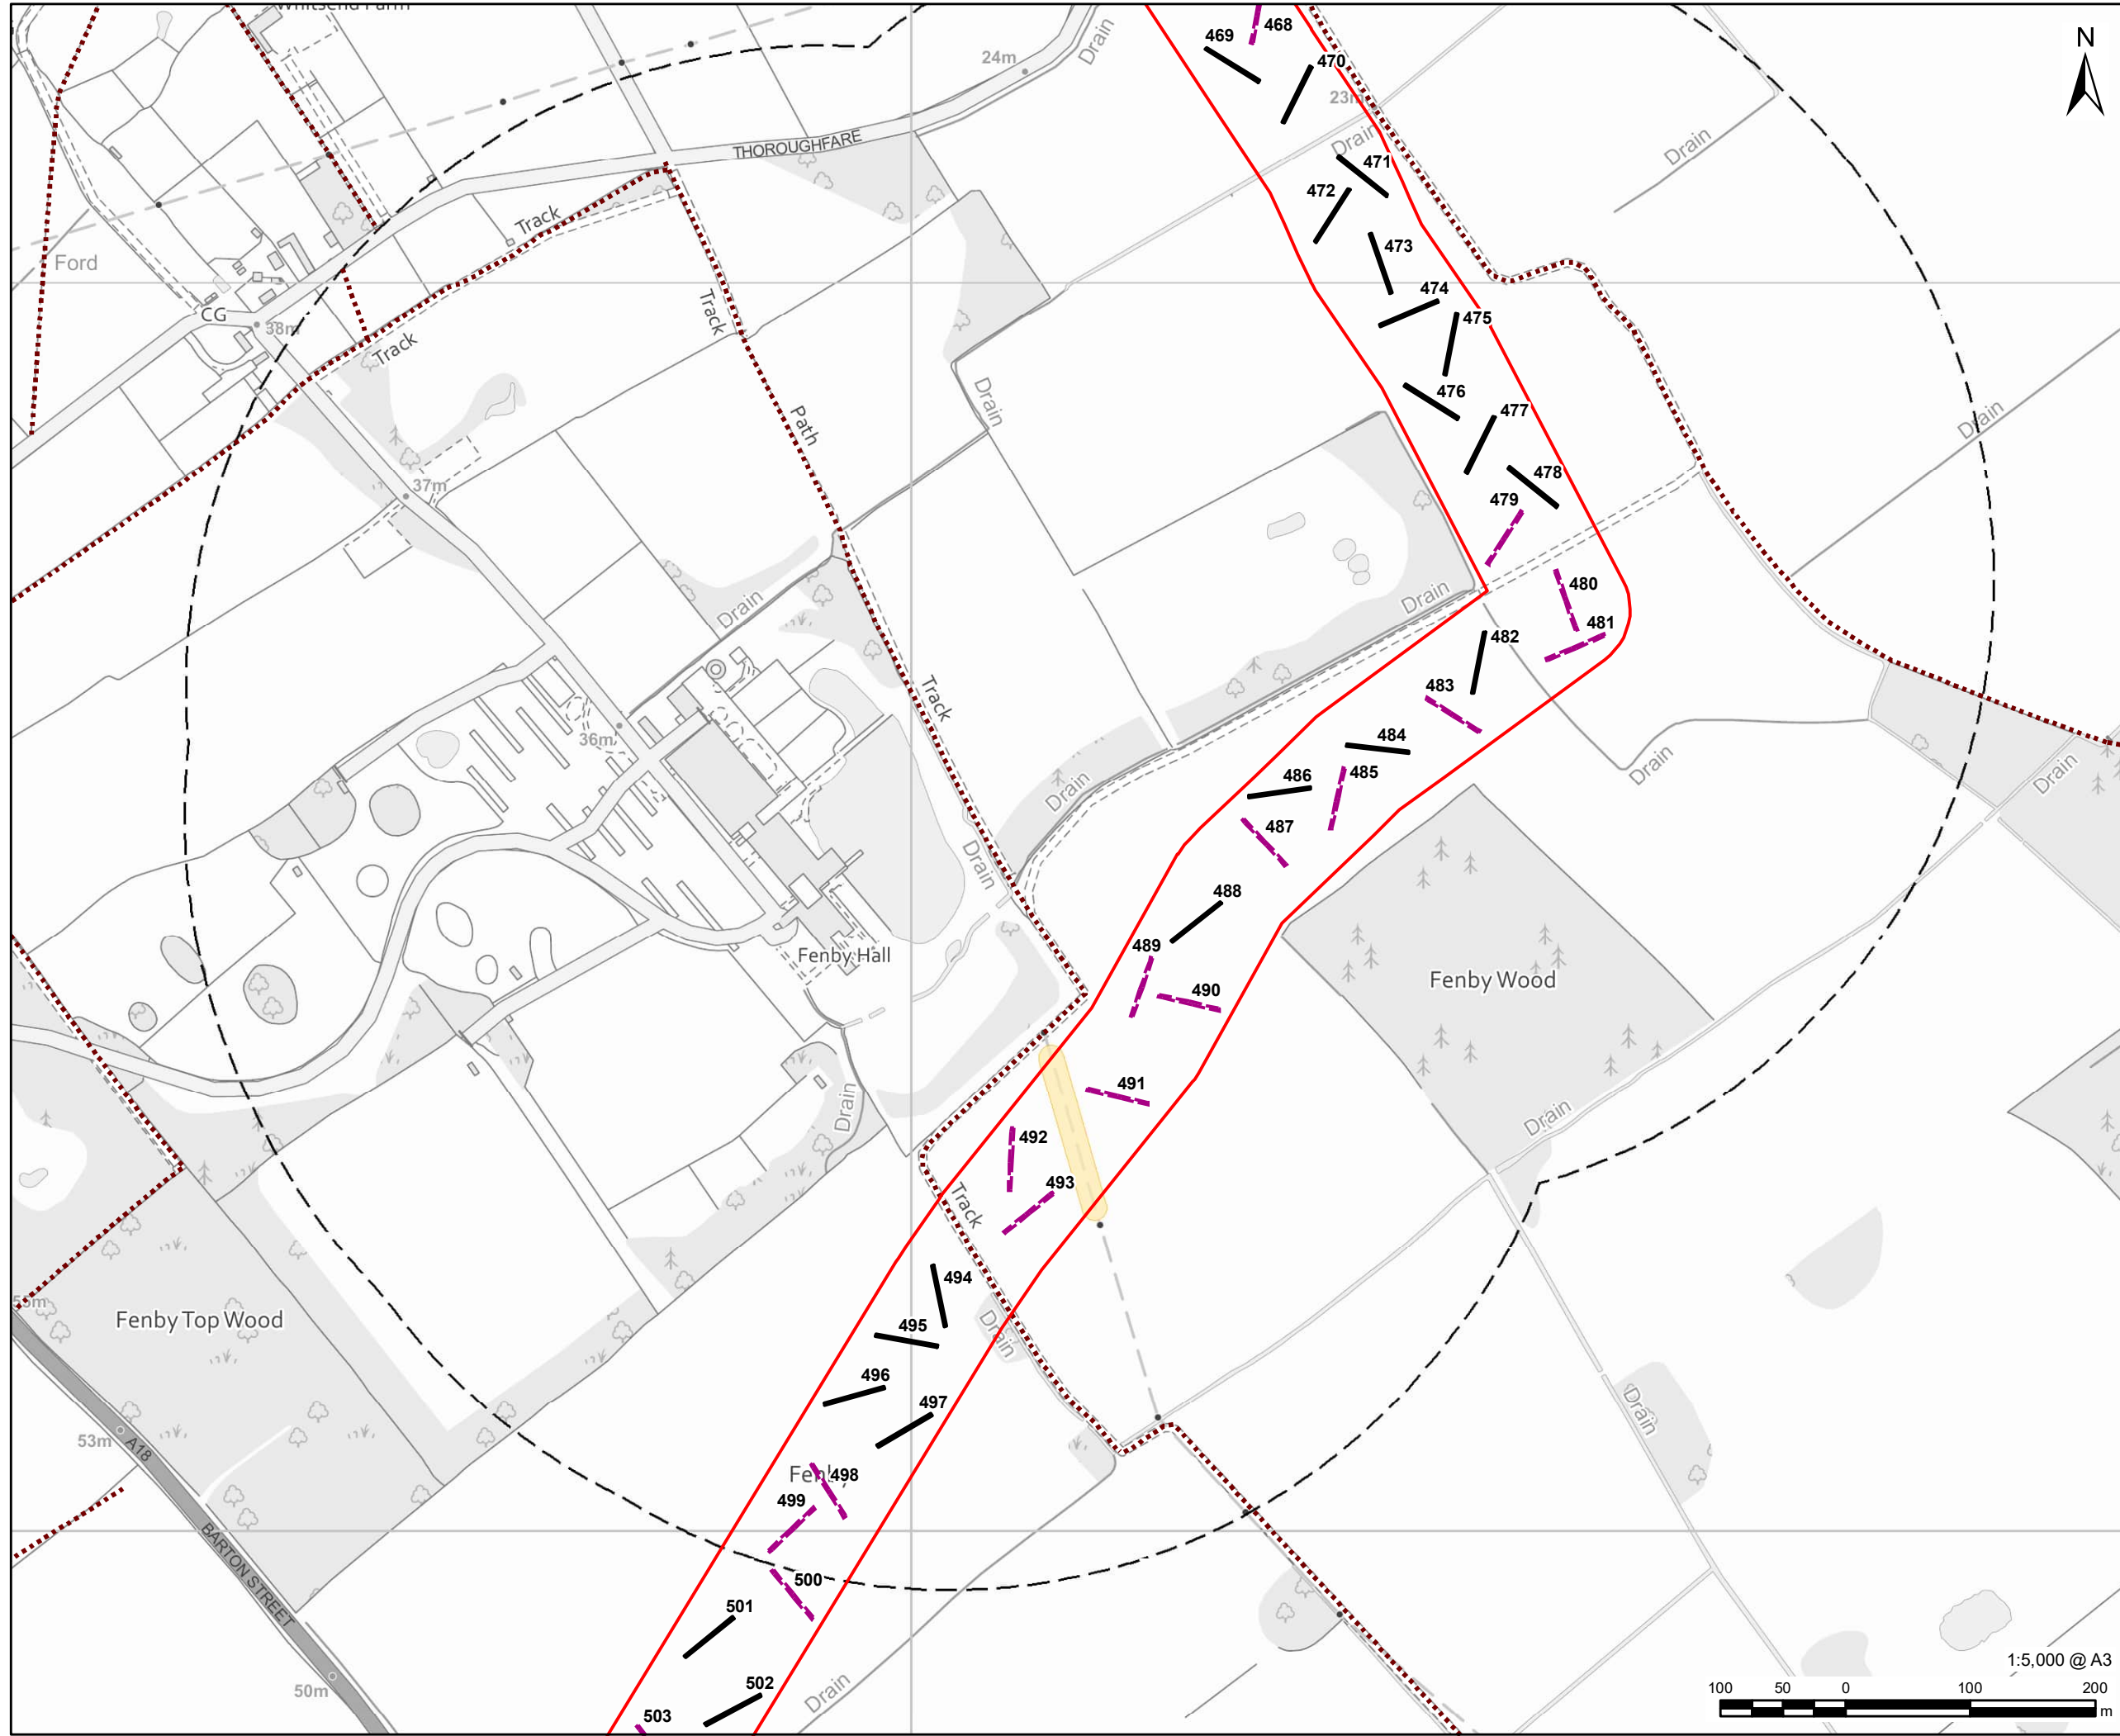 Whitsend Farm
468
469
470
24m
Drain
N
23m
Drain
Drain
THOROUGHFARE
471
472
Track
473
Ford
474
Track
CG
38m
475
Track
Drain
476
477
Path
Drain
478
37m
479
480
Drain
Drain
481
482
Track
483
36m
484
Drain
485
Drain
Drain
486
487
Drain
488
489
Fenby Hall
490
Fenby Wood
491
Drain
Drain
492
493
Track
494
55m
Fenby Top Wood
495
Drain
496
497
Drain
53m
A18
498
499
BARTON STREET
500
501
1:5,000 @ A3
502
Drain
50m
503
100 50 0 100 200
m